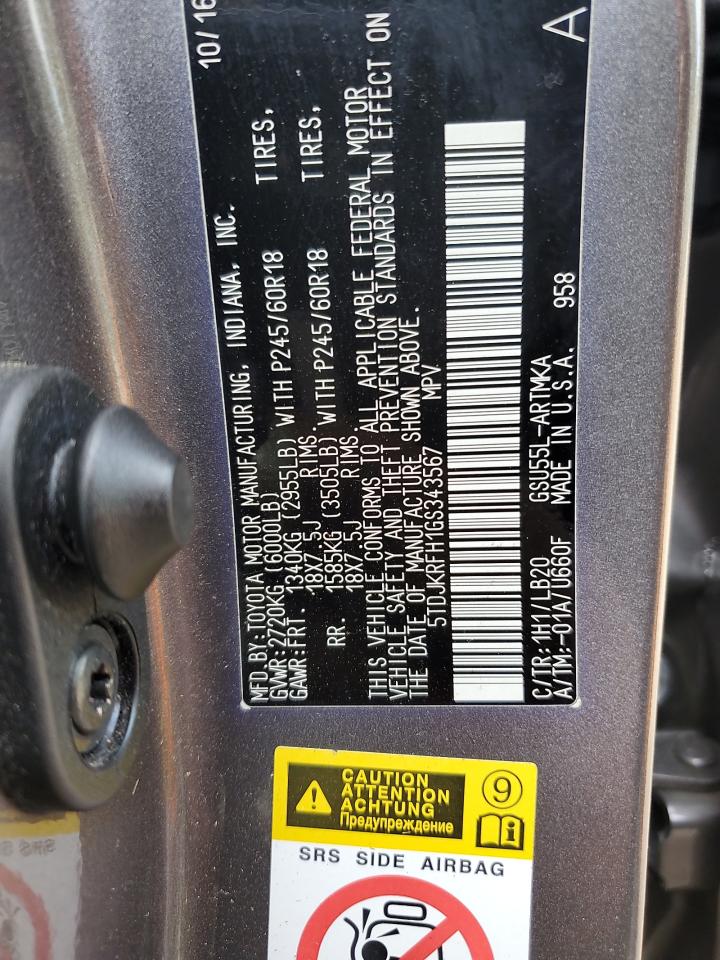 MFD BY: TOYOTA MOTOR MANUFACTURING, INDIANA, INC. 10/16
GVWR: 2720KG (6000LB)
GAWR: FRT. 1340KG (2955LB) WITH P245/60R18 TIRES,
18X7.5J RIMS,
RR. 1585KG (3505LB) WITH P245/60R18 TIRES,
18X7.5J RIMS
THIS VEHICLE CONFORMS TO ALL APPLICABLE FEDERAL MOTOR
VEHICLE SAFETY AND THEFT PREVENTION STANDARDS IN EFFECT ON
THE DATE OF MANUFACTURE SHOWN ABOVE.
5TDJKRFH1GS343567 MPV
C/TR: 1H1/LB20 GSU55L-ARTMKA
A/TM: -01A/U660F MADE IN U.S.A. 958 A
CAUTION
ATTENTION
ACHTUNG
Предупреждение
9
i
SRS SIDE AIRBAG